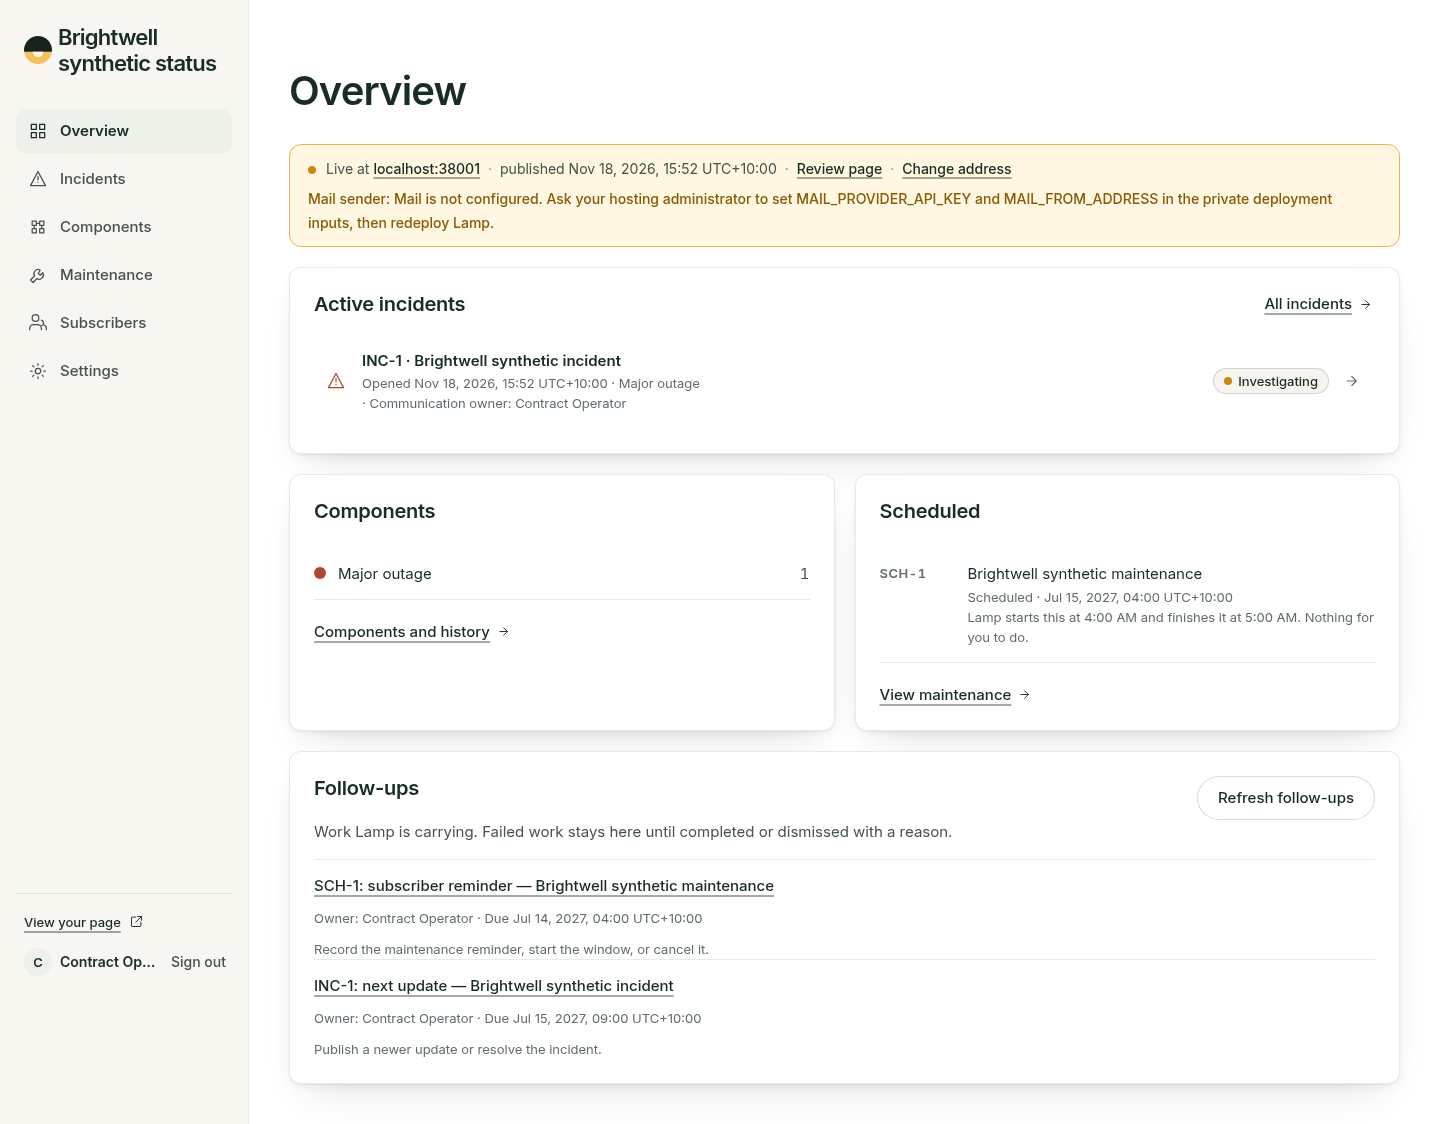 Brightwell
synthetic status
Overview
Incidents
Components
Maintenance
Subscribers
Settings
View your page
C Contract Op... Sign out
Overview
Live at localhost:38001 · published Nov 18, 2026, 15:52 UTC+10:00 · Review page · Change address
Mail sender: Mail is not configured. Ask your hosting administrator to set MAIL_PROVIDER_API_KEY and MAIL_FROM_ADDRESS in the private deployment
inputs, then redeploy Lamp.
Active incidents
All incidents →
INC-1 · Brightwell synthetic incident
Opened Nov 18, 2026, 15:52 UTC+10:00 · Major outage
· Communication owner: Contract Operator
Investigating →
Components
Major outage 1
Components and history →
Scheduled
SCH-1 Brightwell synthetic maintenance
Scheduled · Jul 15, 2027, 04:00 UTC+10:00
Lamp starts this at 4:00 AM and finishes it at 5:00 AM. Nothing for
you to do.
View maintenance →
Follow-ups
Refresh follow-ups
Work Lamp is carrying. Failed work stays here until completed or dismissed with a reason.
SCH-1: subscriber reminder — Brightwell synthetic maintenance
Owner: Contract Operator · Due Jul 14, 2027, 04:00 UTC+10:00
Record the maintenance reminder, start the window, or cancel it.
INC-1: next update — Brightwell synthetic incident
Owner: Contract Operator · Due Jul 15, 2027, 09:00 UTC+10:00
Publish a newer update or resolve the incident.